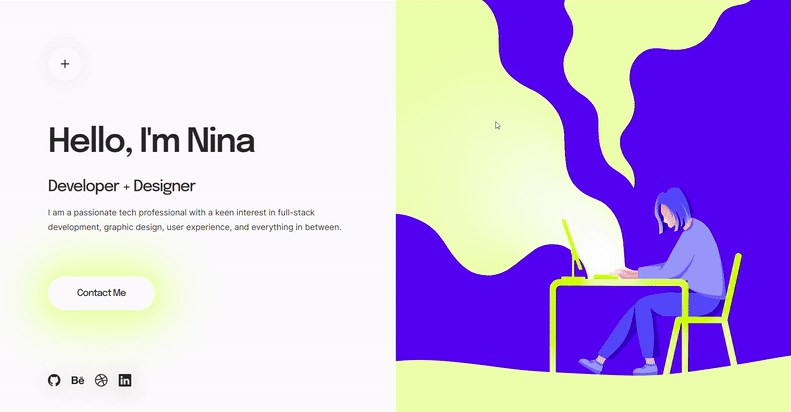 +
Hello, I'm Nina
Developer + Designer
I am a passionate tech professional with a keen interest in full-stack
development, graphic design, user experience, and everything in between.
Contact Me
Bē
in